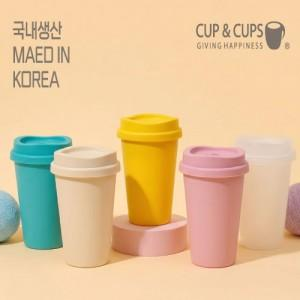 국내생산
MAED IN
KOREA
CUP & CUPS
GIVING HAPPINESS
®